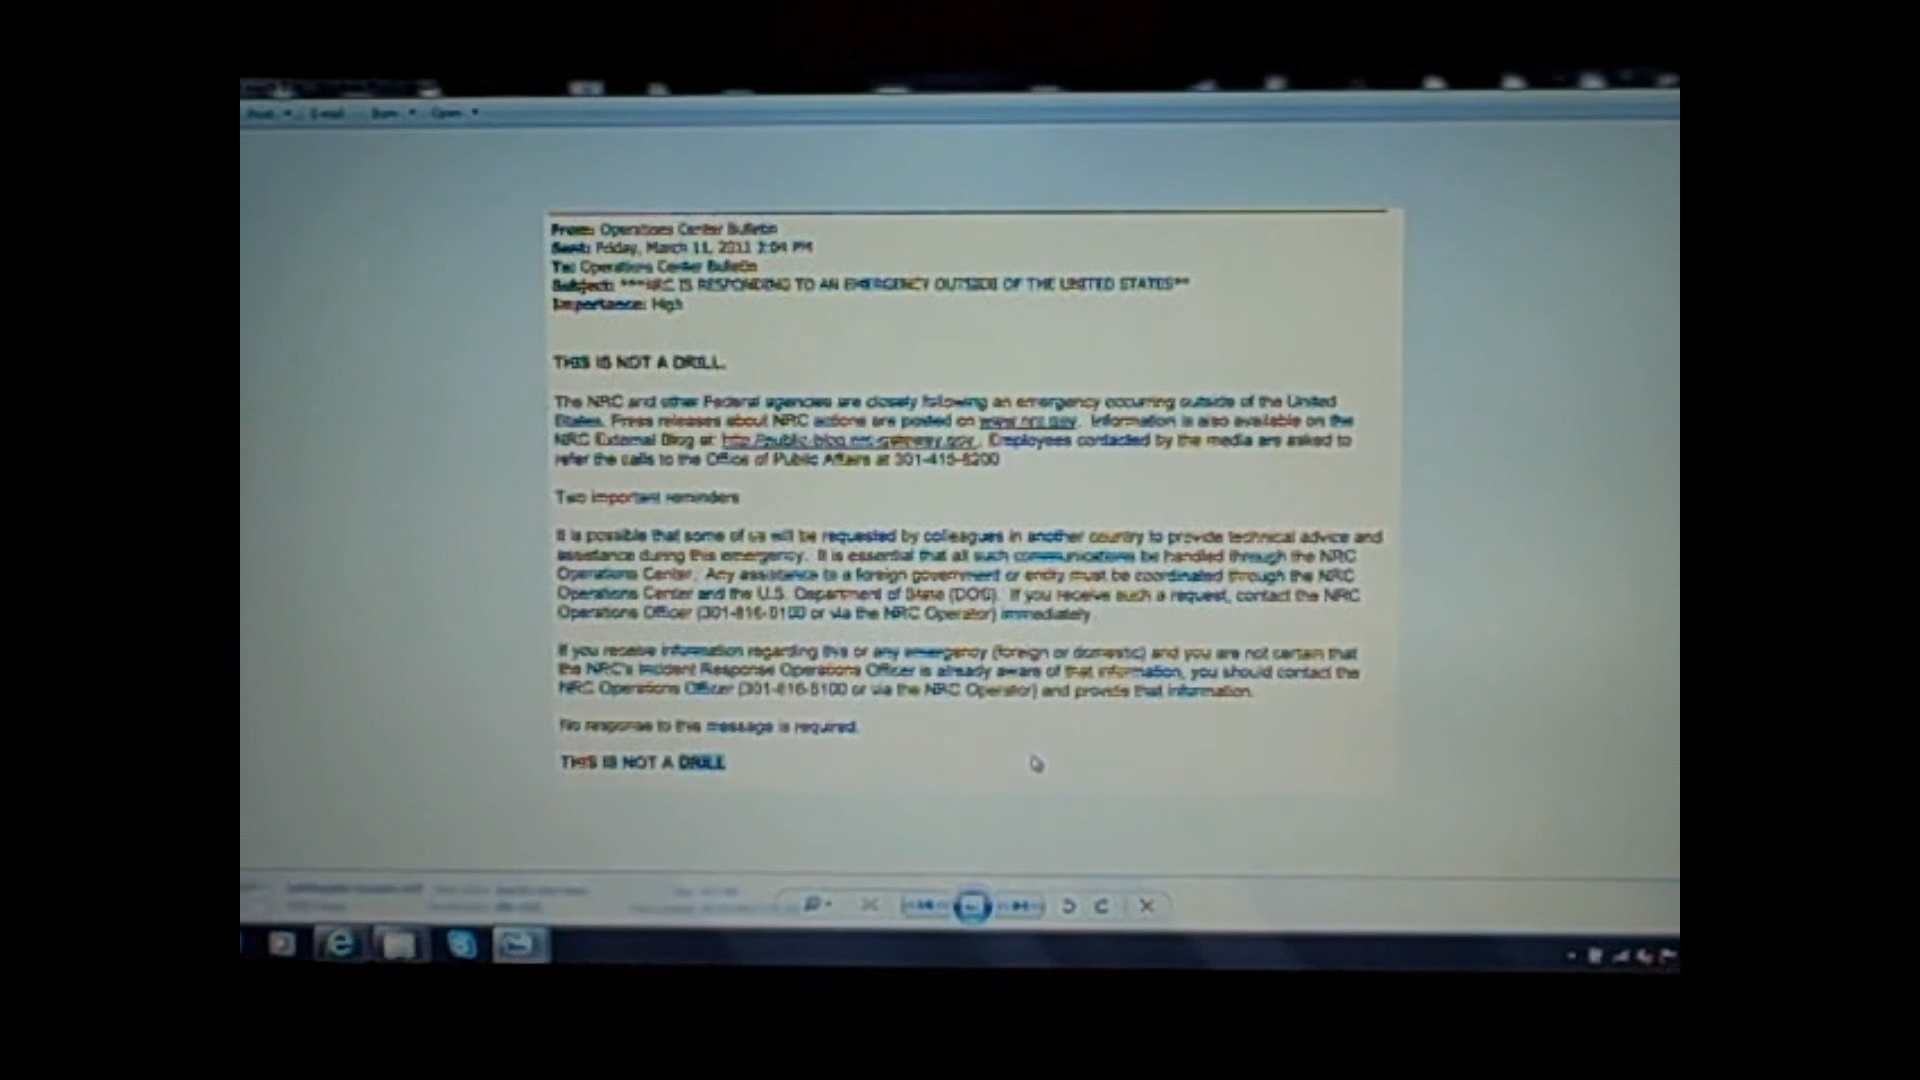 Print E-mail Burn Open
From: Operations Center Bulletin
Sent: Friday, March 11, 2011 2:04 PM
To: Operations Center Bulletin
Subject: ***NRC IS RESPONDING TO AN EMERGENCY OUTSIDE OF THE UNITED STATES**
Importance: High
THIS IS NOT A DRILL.
The NRC and other Federal agencies are closely following an emergency occurring outside of the United
States. Press releases about NRC actions are posted on www.nrc.gov. Information is also available on the
NRC External Blog at http://public-blog.nrc-gateway.gov. Employees contacted by the media are asked to
refer the calls to the Office of Public Affairs at 301-415-8200
Two important reminders
It is possible that some of us will be requested by colleagues in another country to provide technical advice and
assistance during this emergency. It is essential that all such communications be handled through the NRC
Operations Center. Any assistance to a foreign government or entity must be coordinated through the NRC
Operations Center and the U.S. Department of State (DOS). If you receive such a request, contact the NRC
Operations Officer (301-816-5100 or via the NRC Operator) immediately
If you receive information regarding this or any emergency (foreign or domestic) and you are not certain that
the NRC's Incident Response Operations Officer is already aware of that information, you should contact the
NRC Operations Officer (301-816-5100 or via the NRC Operator) and provide that information.
No response to this message is required.
THIS IS NOT A DRILL